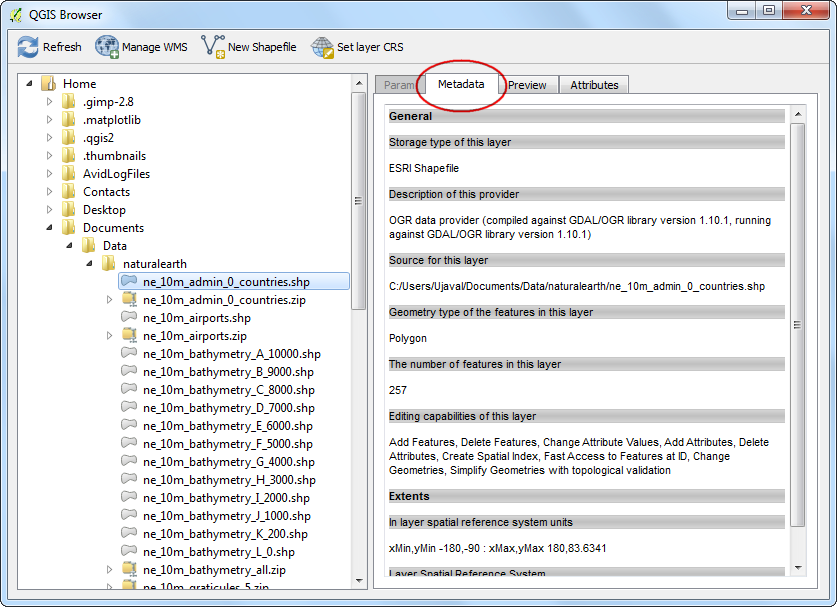 QGIS Browser
Refresh
Manage WMS
New Shapefile
Set layer CRS
Home
.gimp-2.8
.matplotlib
.qgis2
.thumbnails
AvidLogFiles
Contacts
Desktop
Documents
Data
naturalearth
ne_10m_admin_0_countries.shp
ne_10m_admin_0_countries.zip
ne_10m_airports.shp
ne_10m_airports.zip
ne_10m_bathymetry_A_10000.shp
ne_10m_bathymetry_B_9000.shp
ne_10m_bathymetry_C_8000.shp
ne_10m_bathymetry_D_7000.shp
ne_10m_bathymetry_E_6000.shp
ne_10m_bathymetry_F_5000.shp
ne_10m_bathymetry_G_4000.shp
ne_10m_bathymetry_H_3000.shp
ne_10m_bathymetry_I_2000.shp
ne_10m_bathymetry_J_1000.shp
ne_10m_bathymetry_K_200.shp
ne_10m_bathymetry_L_0.shp
ne_10m_bathymetry_all.zip
ne_10m_graticules_5.zip
Param
Metadata
Preview
Attributes
General
Storage type of this layer
ESRI Shapefile
Description of this provider
OGR data provider (compiled against GDAL/OGR library version 1.10.1, running
against GDAL/OGR library version 1.10.1)
Source for this layer
C:/Users/Ujaval/Documents/Data/naturalearth/ne_10m_admin_0_countries.shp
Geometry type of the features in this layer
Polygon
The number of features in this layer
257
Editing capabilities of this layer
Add Features, Delete Features, Change Attribute Values, Add Attributes, Delete
Attributes, Create Spatial Index, Fast Access to Features at ID, Change
Geometries, Simplify Geometries with topological validation
Extents
In layer spatial reference system units
xMin,yMin -180,-90 : xMax,yMax 180,83.6341
Layer Spatial Reference System